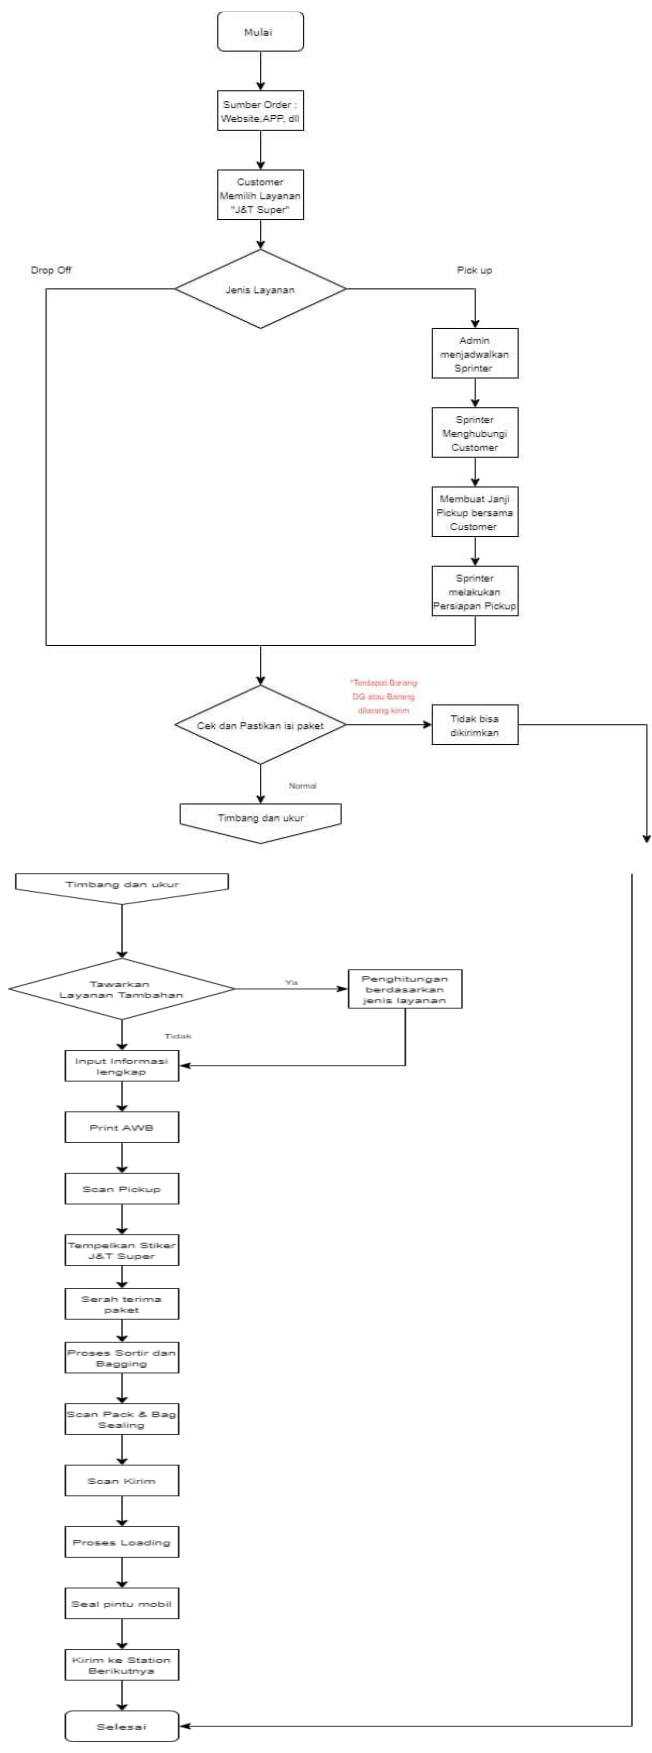 Mulai
Sumber Order :
Website,APP, dll
Customer
Memilih Layanan
"J&T Super"
Drop Off
Jenis Layanan
Pick up
Admin
menjadwalkan
Sprinter
Sprinter
Menghubungi
Customer
Membuat Janji
Pickup bersama
Customer
Sprinter
melakukan
Persiapan Pickup
*Terdapat Barang
DG atau Barang
dilarang kirim
Cek dan Pastikan isi paket
Tidak bisa
dikirimkan
Normal
Timbang dan ukur
Timbang dan ukur
Tawarkan
Layanan Tambahan
Ya
Penghitungan
berdasarkan
jenis layanan
Tidak
Input Informasi
lengkap
Print AWB
Scan Pickup
Tempelkan Stiker
J&T Super
Serah terima
paket
Proses Sortir dan
Bagging
Scan Pack & Bag
Sealing
Scan Kirim
Proses Loading
Seal pintu mobil
Kirim ke Station
Berikutnya
Selesai